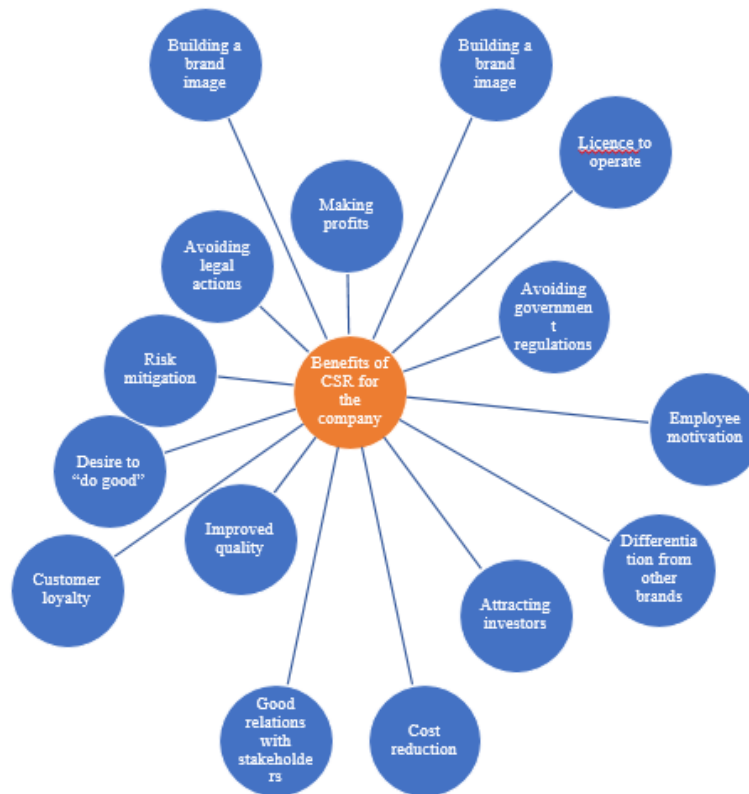 Building a
brand
image
Building a
brand
image
Licence to
operate
Making
profits
Avoiding
legal
actions
Avoiding
governmen
t
regulations
Risk
mitigation
Benefits of
CSR for
the
company
Employee
motivation
Desire to
“do good”
Improved
quality
Customer
loyalty
Differentia
tion from
other
brands
Attracting
investors
Good
relations
with
stakeholde
rs
Cost
reduction